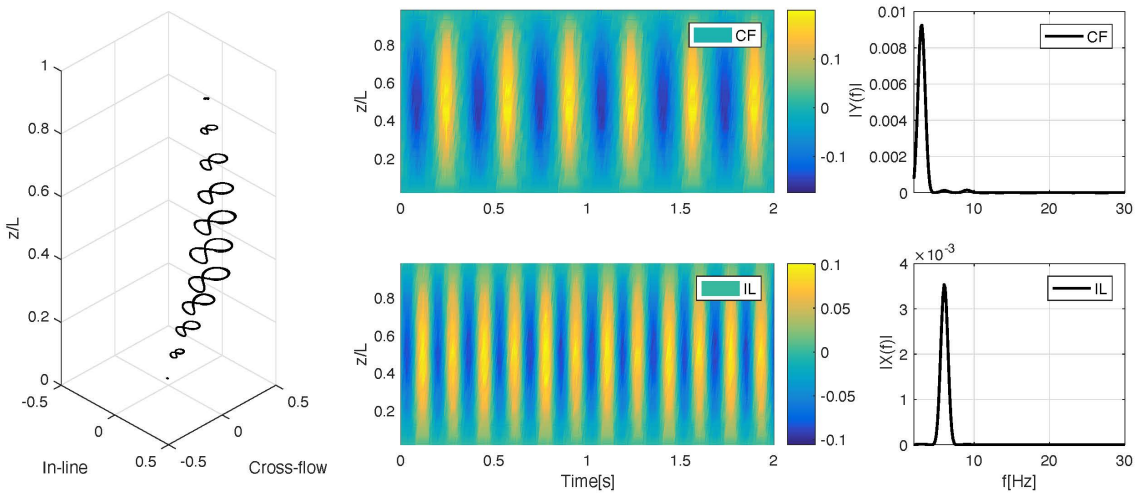 1
0.8
0.6
0.4
0.2
0
z/L
-0.5
0
0.5
In-line
-0.5
0
0.5
Cross-flow
CF
0.8
0.6
0.4
0.2
z/L
0 0.5 1 1.5 2
0.1
0
-0.1
CF
0.01
0.008
0.006
0.004
0.002
0
|Y(f)|
10 20 30
IL
0.8
0.6
0.4
0.2
z/L
0 0.5 1 1.5 2
Time[s]
0.1
0.05
0
-0.05
-0.1
×10-3
IL
4
3
2
1
0
|X(f)|
10 20 30
f[Hz]